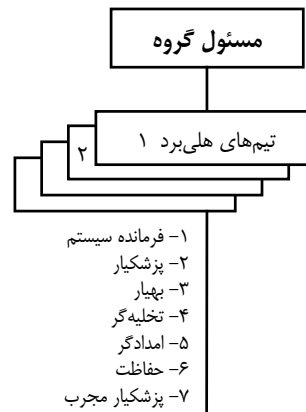 مسئول گروه
تیم‌های هلی‌برد ۱
۲
۱- فرمانده سیستم
۲- پزشکیار
۳- بهیار
۴- تخلیه‌گر
۵- امدادگر
۶- حفاظت
۷- پزشکیار مجرب